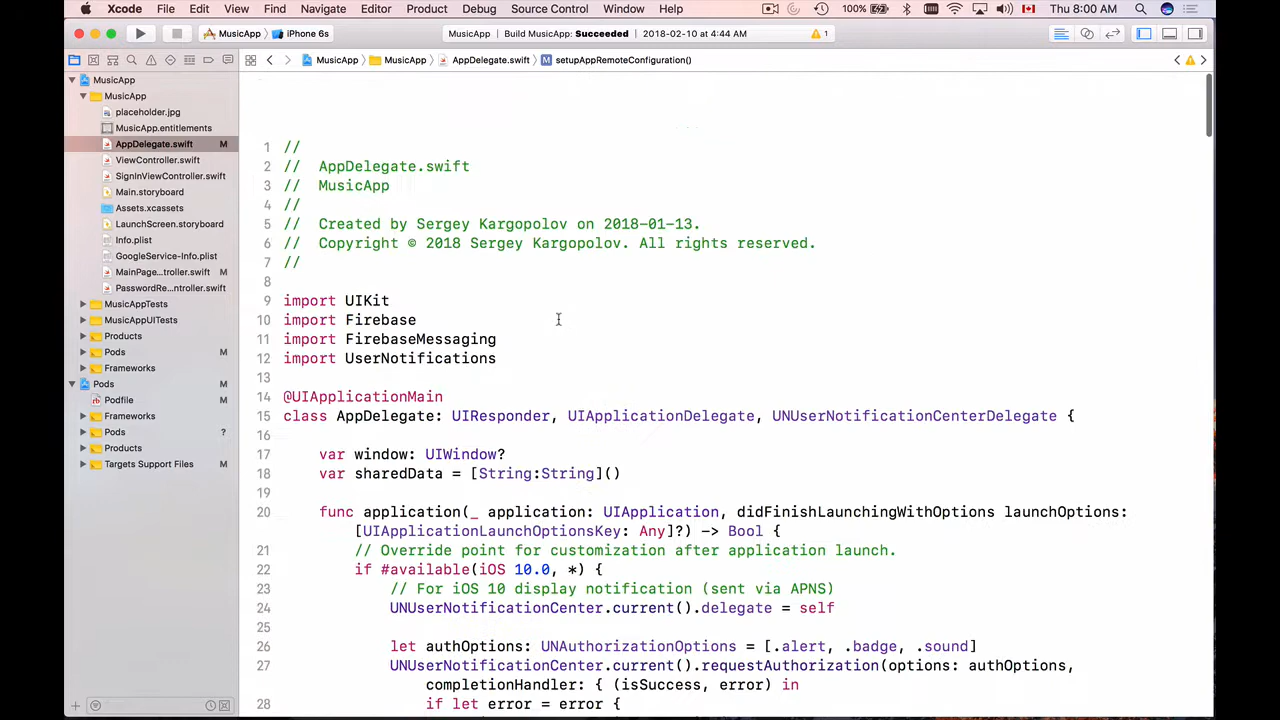 Xcode File Edit View Find Navigate Editor Product Debug Source Control Window Help 100% Thu 8:00 AM
MusicApp iPhone 6s MusicApp | Build MusicApp: Succeeded | 2018-02-10 at 4:44 AM 1
MusicApp MusicApp AppDelegate.swift M setupAppRemoteConfiguration()
MusicApp
MusicApp
placeholder.jpg
MusicApp.entitlements
AppDelegate.swift M
ViewController.swift
SignInViewController.swift
Main.storyboard
Assets.xcassets
LaunchScreen.storyboard
Info.plist
GoogleService-Info.plist
MainPage...troller.swift M
PasswordRe...ntroller.swift
MusicAppTests
MusicAppUITests
Products
Pods M
Frameworks
Pods M
Podfile
Frameworks
Pods ?
Products
Targets Support Files M
1 //
2 // AppDelegate.swift
3 // MusicApp
4 //
5 // Created by Sergey Kargopolov on 2018-01-13.
6 // Copyright © 2018 Sergey Kargopolov. All rights reserved.
7 //
8
9 import UIKit
10 import Firebase
11 import FirebaseMessaging
12 import UserNotifications
13
14 @UIApplicationMain
15 class AppDelegate: UIResponder, UIApplicationDelegate, UNUserNotificationCenterDelegate {
16
17 var window: UIWindow?
18 var sharedData = [String:String]()
19
20 func application(_ application: UIApplication, didFinishLaunchingWithOptions launchOptions:
[UIApplicationLaunchOptionsKey: Any]?) -> Bool {
21 // Override point for customization after application launch.
22 if #available(iOS 10.0, *) {
23 // For iOS 10 display notification (sent via APNS)
24 UNUserNotificationCenter.current().delegate = self
25
26 let authOptions: UNAuthorizationOptions = [.alert, .badge, .sound]
27 UNUserNotificationCenter.current().requestAuthorization(options: authOptions,
completionHandler: { (isSuccess, error) in
28 if let error = error {